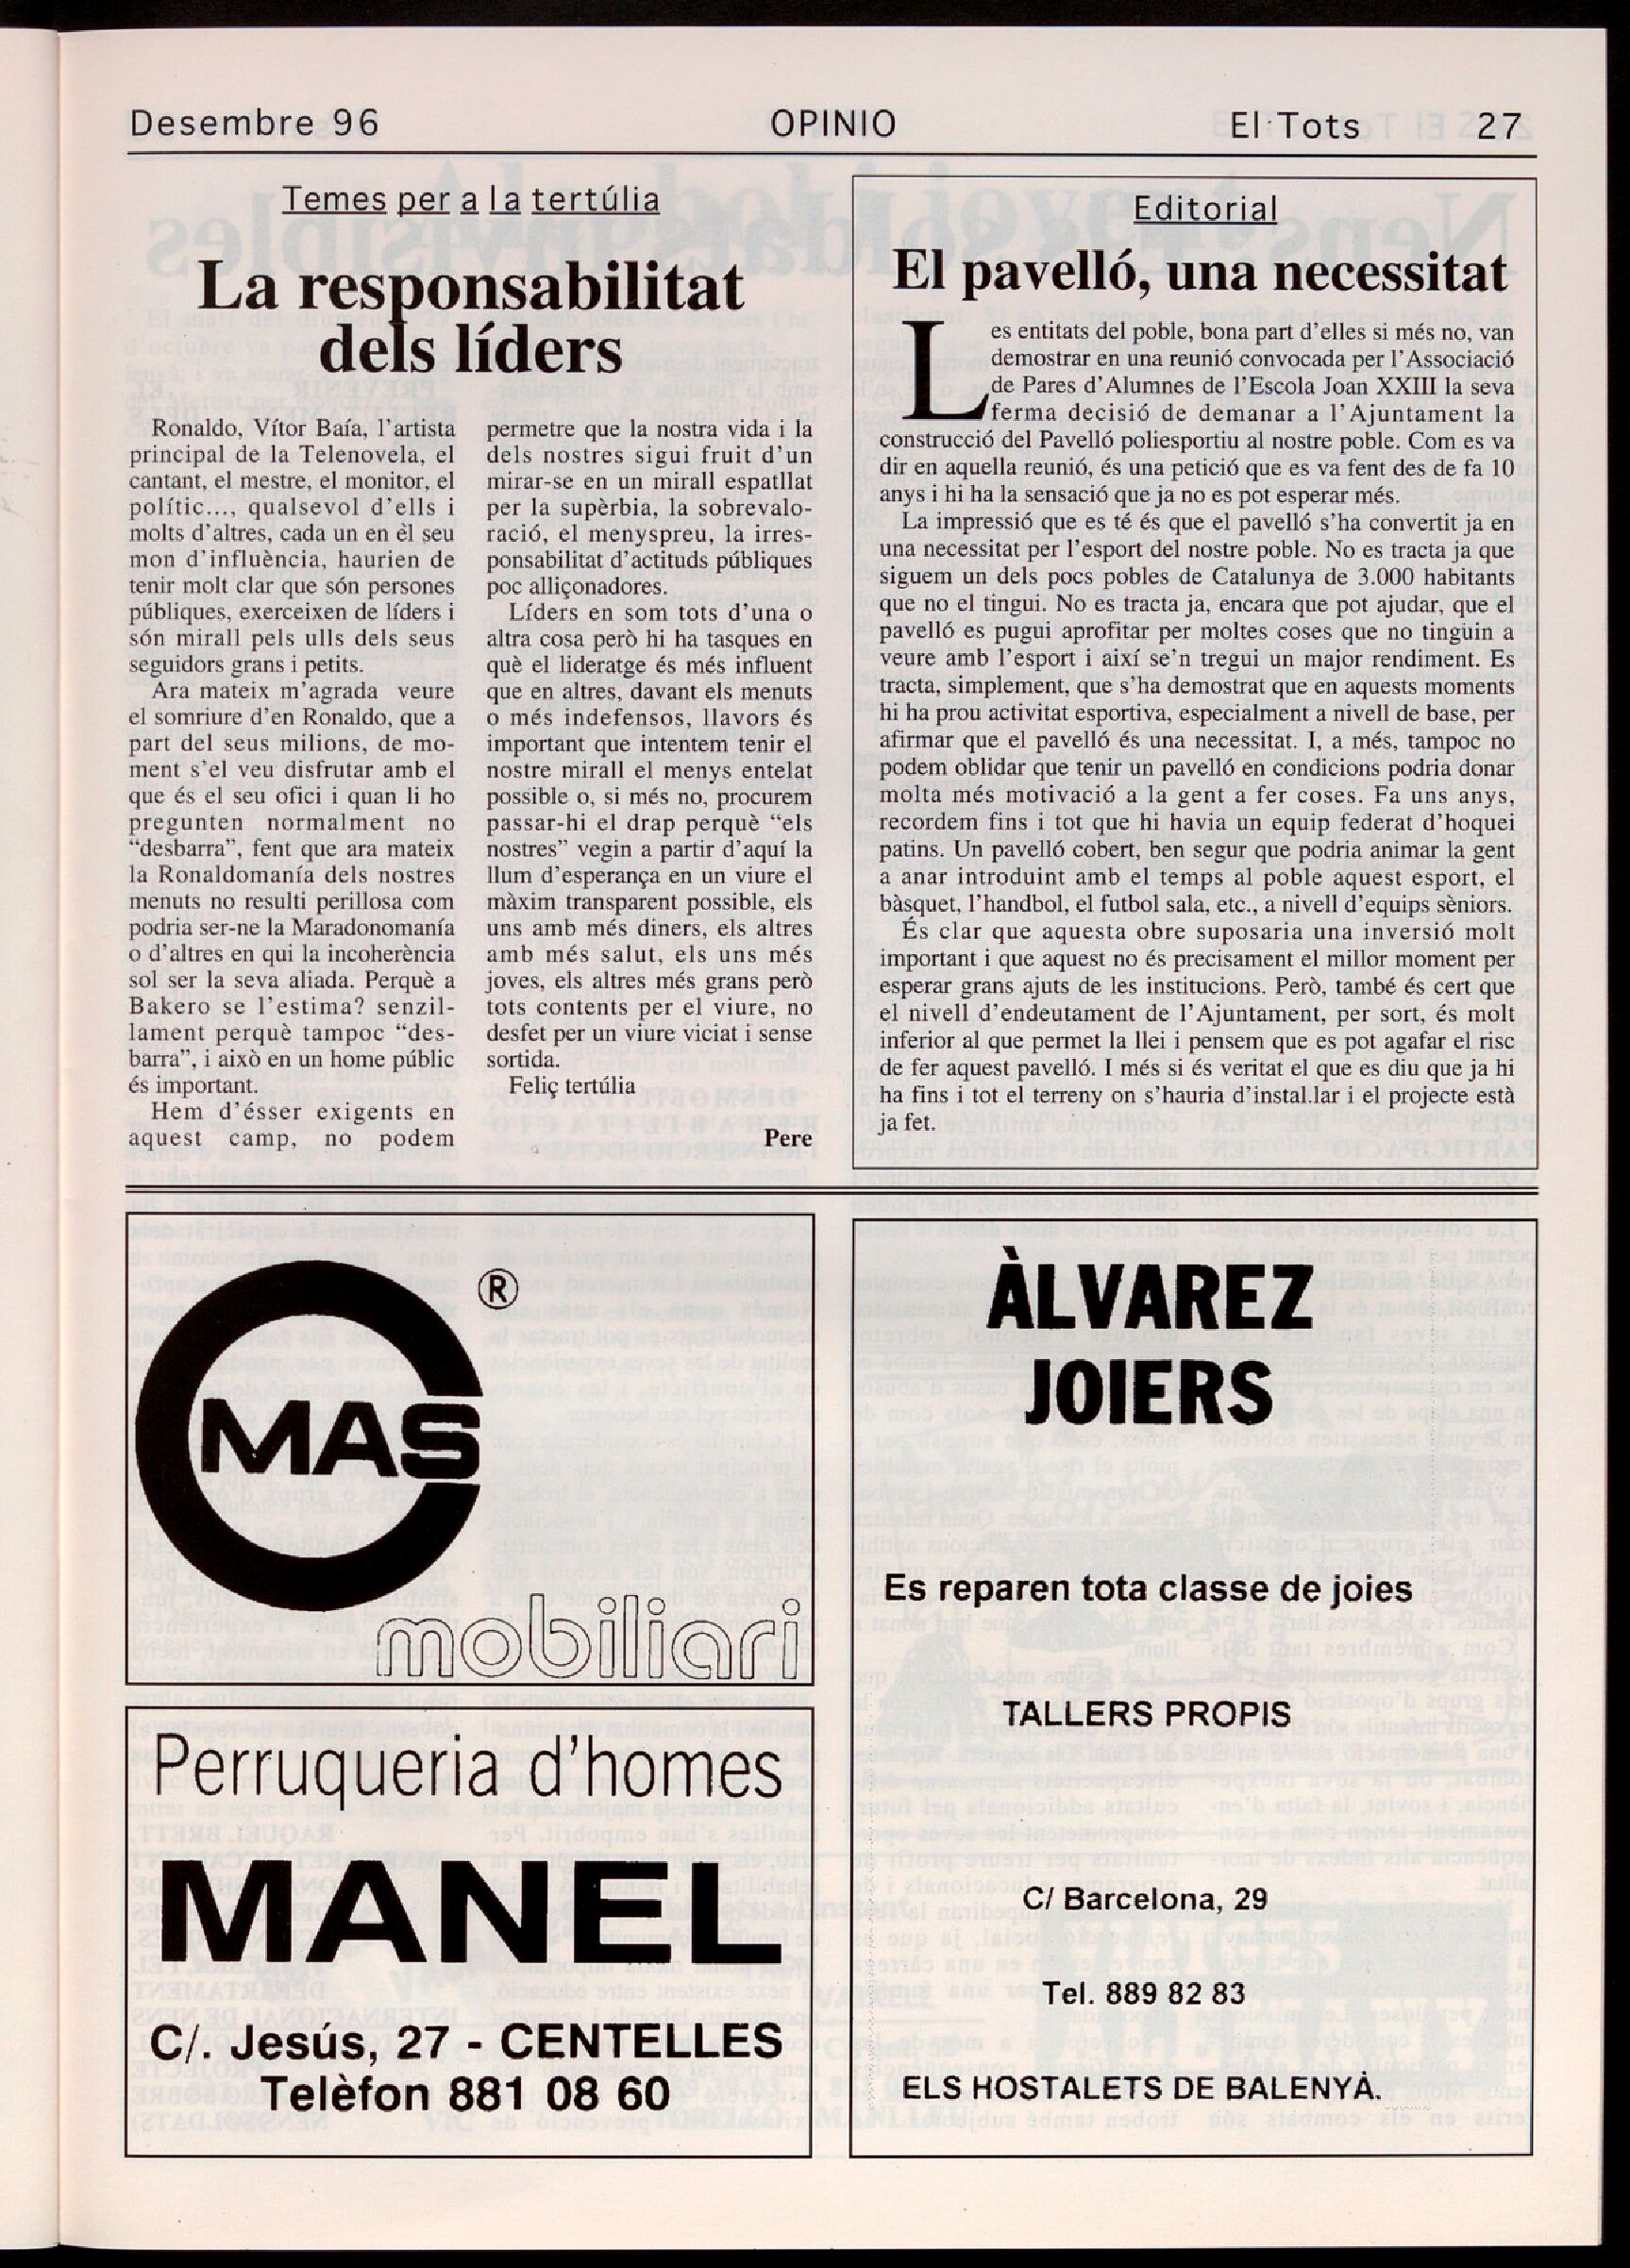 Desembre 96 OPINIO El Tots 27
Temes per a la tertúlia
La responsabilitat
dels líders
Ronaldo, Vítor Baía, l'artista
principal de la Telenovela, el
cantant, el mestre, el monitor, el
polític..., qualsevol d'ells i
molts d'altres, cada un en èl seu
mon d'influència, haurien de
tenir molt clar que són persones
públiques, exerceixen de líders i
són mirall pels ulls dels seus
seguidors grans i petits.
Ara mateix m'agrada veure
el somriure d'en Ronaldo, que a
part del seus milions, de mo-
ment s'el veu disfrutar amb el
que és el seu ofici i quan li ho
pregunten normalment no
"desbarra", fent que ara mateix
la Ronaldomanía dels nostres
menuts no resulti perillosa com
podria ser-ne la Maradonomanía
o d'altres en qui la incoherència
sol ser la seva aliada. Perquè a
Bakero se l'estima? senzil-
lament perquè tampoc "des-
barra", i això en un home públic
és important.
Hem d'ésser exigents en
aquest camp, no podem
permetre que la nostra vida i la
dels nostres sigui fruit d'un
mirar-se en un mirall espatllat
per la supèrbia, la sobrevalo-
ració, el menyspreu, la irres-
ponsabilitat d'actituds públiques
poc alliçonadores.
Líders en som tots d'una o
altra cosa però hi ha tasques en
què el lideratge és més influent
que en altres, davant els menuts
o més indefensos, llavors és
important que intentem tenir el
nostre mirall el menys entelat
possible o, si més no, procurem
passar-hi el drap perquè "els
nostres" vegin a partir d'aquí la
llum d'esperança en un viure el
màxim transparent possible, els
uns amb més diners, els altres
amb més salut, els uns més
joves, els altres més grans però
tots contents per el viure, no
desfet per un viure viciat i sense
sortida.
Feliç tertúlia
Pere
Editorial
El pavelló, una necessitat
Les entitats del poble, bona part d'elles si més no, van
demostrar en una reunió convocada per l'Associació
de Pares d'Alumnes de l'Escola Joan XXIII la seva
ferma decisió de demanar a l'Ajuntament la
construcció del Pavelló poliesportiu al nostre poble. Com es va
dir en aquella reunió, és una petició que es va fent des de fa 10
anys i hi ha la sensació que ja no es pot esperar més.
La impressió que es té és que el pavelló s'ha convertit ja en
una necessitat per l'esport del nostre poble. No es tracta ja que
siguem un dels pocs pobles de Catalunya de 3.000 habitants
que no el tingui. No es tracta ja, encara que pot ajudar, que el
pavelló es pugui aprofitar per moltes coses que no tinguin a
veure amb l'esport i així se'n tregui un major rendiment. Es
tracta, simplement, que s'ha demostrat que en aquests moments
hi ha prou activitat esportiva, especialment a nivell de base, per
afirmar que el pavelló és una necessitat. I, a més, tampoc no
podem oblidar que tenir un pavelló en condicions podria donar
molta més motivació a la gent a fer coses. Fa uns anys,
recordem fins i tot que hi havia un equip federat d'hoquei
patins. Un pavelló cobert, ben segur que podria animar la gent
a anar introduint amb el temps al poble aquest esport, el
bàsquet, l'handbol, el futbol sala, etc., a nivell d'equips sèniors.
És clar que aquesta obre suposaria una inversió molt
important i que aquest no és precisament el millor moment per
esperar grans ajuts de les institucions. Però, també és cert que
el nivell d'endeutament de l'Ajuntament, per sort, és molt
inferior al que permet la llei i pensem que es pot agafar el risc
de fer aquest pavelló. I més si és veritat el que es diu que ja hi
ha fins i tot el terreny on s'hauria d'instal.lar i el projecte està
ja fet.
®
MAS
mobiliari
Perruqueria d'homes
MANEL
C/. Jesús, 27 - CENTELLES
Telèfon 881 08 60
ÀLVAREZ
JOIERS
Es reparen tota classe de joies
TALLERS PROPIS
C/ Barcelona, 29
Tel. 889 82 83
ELS HOSTALETS DE BALENYÀ.